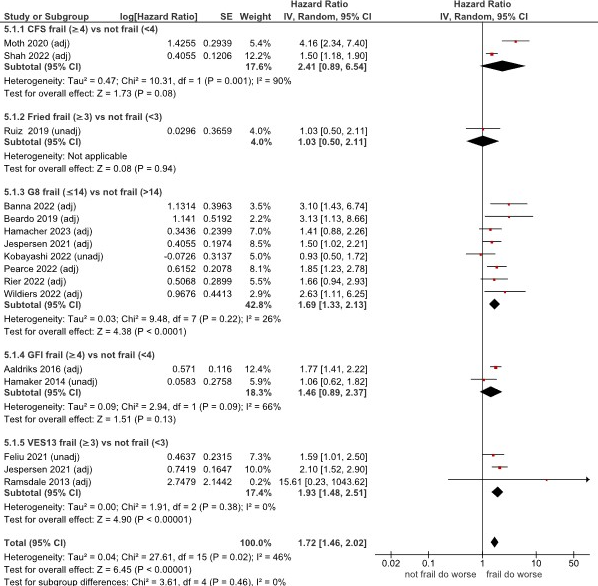 Hazard Ratio Hazard Ratio
Study or Subgroup log[Hazard Ratio] SE Weight IV, Random, 95% CI IV, Random, 95% CI
5.1.1 CFS frail (≥4) vs not frail (<4)
Moth 2020 (adj) 1.4255 0.2939 5.4% 4.16 [2.34, 7.40]
Shah 2022 (adj) 0.4055 0.1206 12.2% 1.50 [1.18, 1.90]
Subtotal (95% CI) 17.6% 2.41 [0.89, 6.54]
Heterogeneity: Tau² = 0.47; Chi² = 10.31, df = 1 (P = 0.001); I² = 90%
Test for overall effect: Z = 1.73 (P = 0.08)
5.1.2 Fried frail (≥3) vs not frail (<3)
Ruiz 2019 (unadj) 0.0296 0.3659 4.0% 1.03 [0.50, 2.11]
Subtotal (95% CI) 4.0% 1.03 [0.50, 2.11]
Heterogeneity: Not applicable
Test for overall effect: Z = 0.08 (P = 0.94)
5.1.3 G8 frail (≤14) vs not frail (>14)
Banna 2022 (adj) 1.1314 0.3963 3.5% 3.10 [1.43, 6.74]
Beardo 2019 (adj) 1.141 0.5192 2.2% 3.13 [1.13, 8.66]
Hamacher 2023 (adj) 0.3436 0.2399 7.1% 1.41 [0.88, 2.26]
Jespersen 2021 (adj) 0.4055 0.1974 8.5% 1.50 [1.02, 2.21]
Kobayashi 2022 (unadj) -0.0726 0.3137 5.0% 0.93 [0.50, 1.72]
Pearce 2022 (adj) 0.6152 0.2078 8.1% 1.85 [1.23, 2.78]
Rier 2022 (adj) 0.5068 0.2899 5.5% 1.66 [0.94, 2.93]
Wildiers 2022 (adj) 0.9676 0.4413 2.9% 2.63 [1.11, 6.25]
Subtotal (95% CI) 42.8% 1.69 [1.33, 2.13]
Heterogeneity: Tau² = 0.03; Chi² = 9.48, df = 7 (P = 0.22); I² = 26%
Test for overall effect: Z = 4.38 (P < 0.0001)
5.1.4 GFI frail (≥4) vs not frail (<4)
Aaldriks 2016 (adj) 0.571 0.116 12.4% 1.77 [1.41, 2.22]
Hamaker 2014 (unadj) 0.0583 0.2758 5.9% 1.06 [0.62, 1.82]
Subtotal (95% CI) 18.3% 1.46 [0.89, 2.37]
Heterogeneity: Tau² = 0.09; Chi² = 2.94, df = 1 (P = 0.09); I² = 66%
Test for overall effect: Z = 1.51 (P = 0.13)
5.1.5 VES13 frail (≥3) vs not frail (<3)
Feliu 2021 (unadj) 0.4637 0.2315 7.3% 1.59 [1.01, 2.50]
Jespersen 2021 (adj) 0.7419 0.1647 10.0% 2.10 [1.52, 2.90]
Ramsdale 2013 (adj) 2.7479 2.1442 0.2% 15.61 [0.23, 1043.62]
Subtotal (95% CI) 17.4% 1.93 [1.48, 2.51]
Heterogeneity: Tau² = 0.00; Chi² = 1.91, df = 2 (P = 0.38); I² = 0%
Test for overall effect: Z = 4.90 (P < 0.00001)
Total (95% CI) 100.0% 1.72 [1.46, 2.02]
Heterogeneity: Tau² = 0.04; Chi² = 27.61, df = 15 (P = 0.02); I² = 46%
Test for overall effect: Z = 6.45 (P < 0.00001)
Test for subgroup differences: Chi² = 3.61, df = 4 (P = 0.46), I² = 0%
0.02 0.1 1 10 50
not frail do worse frail do worse